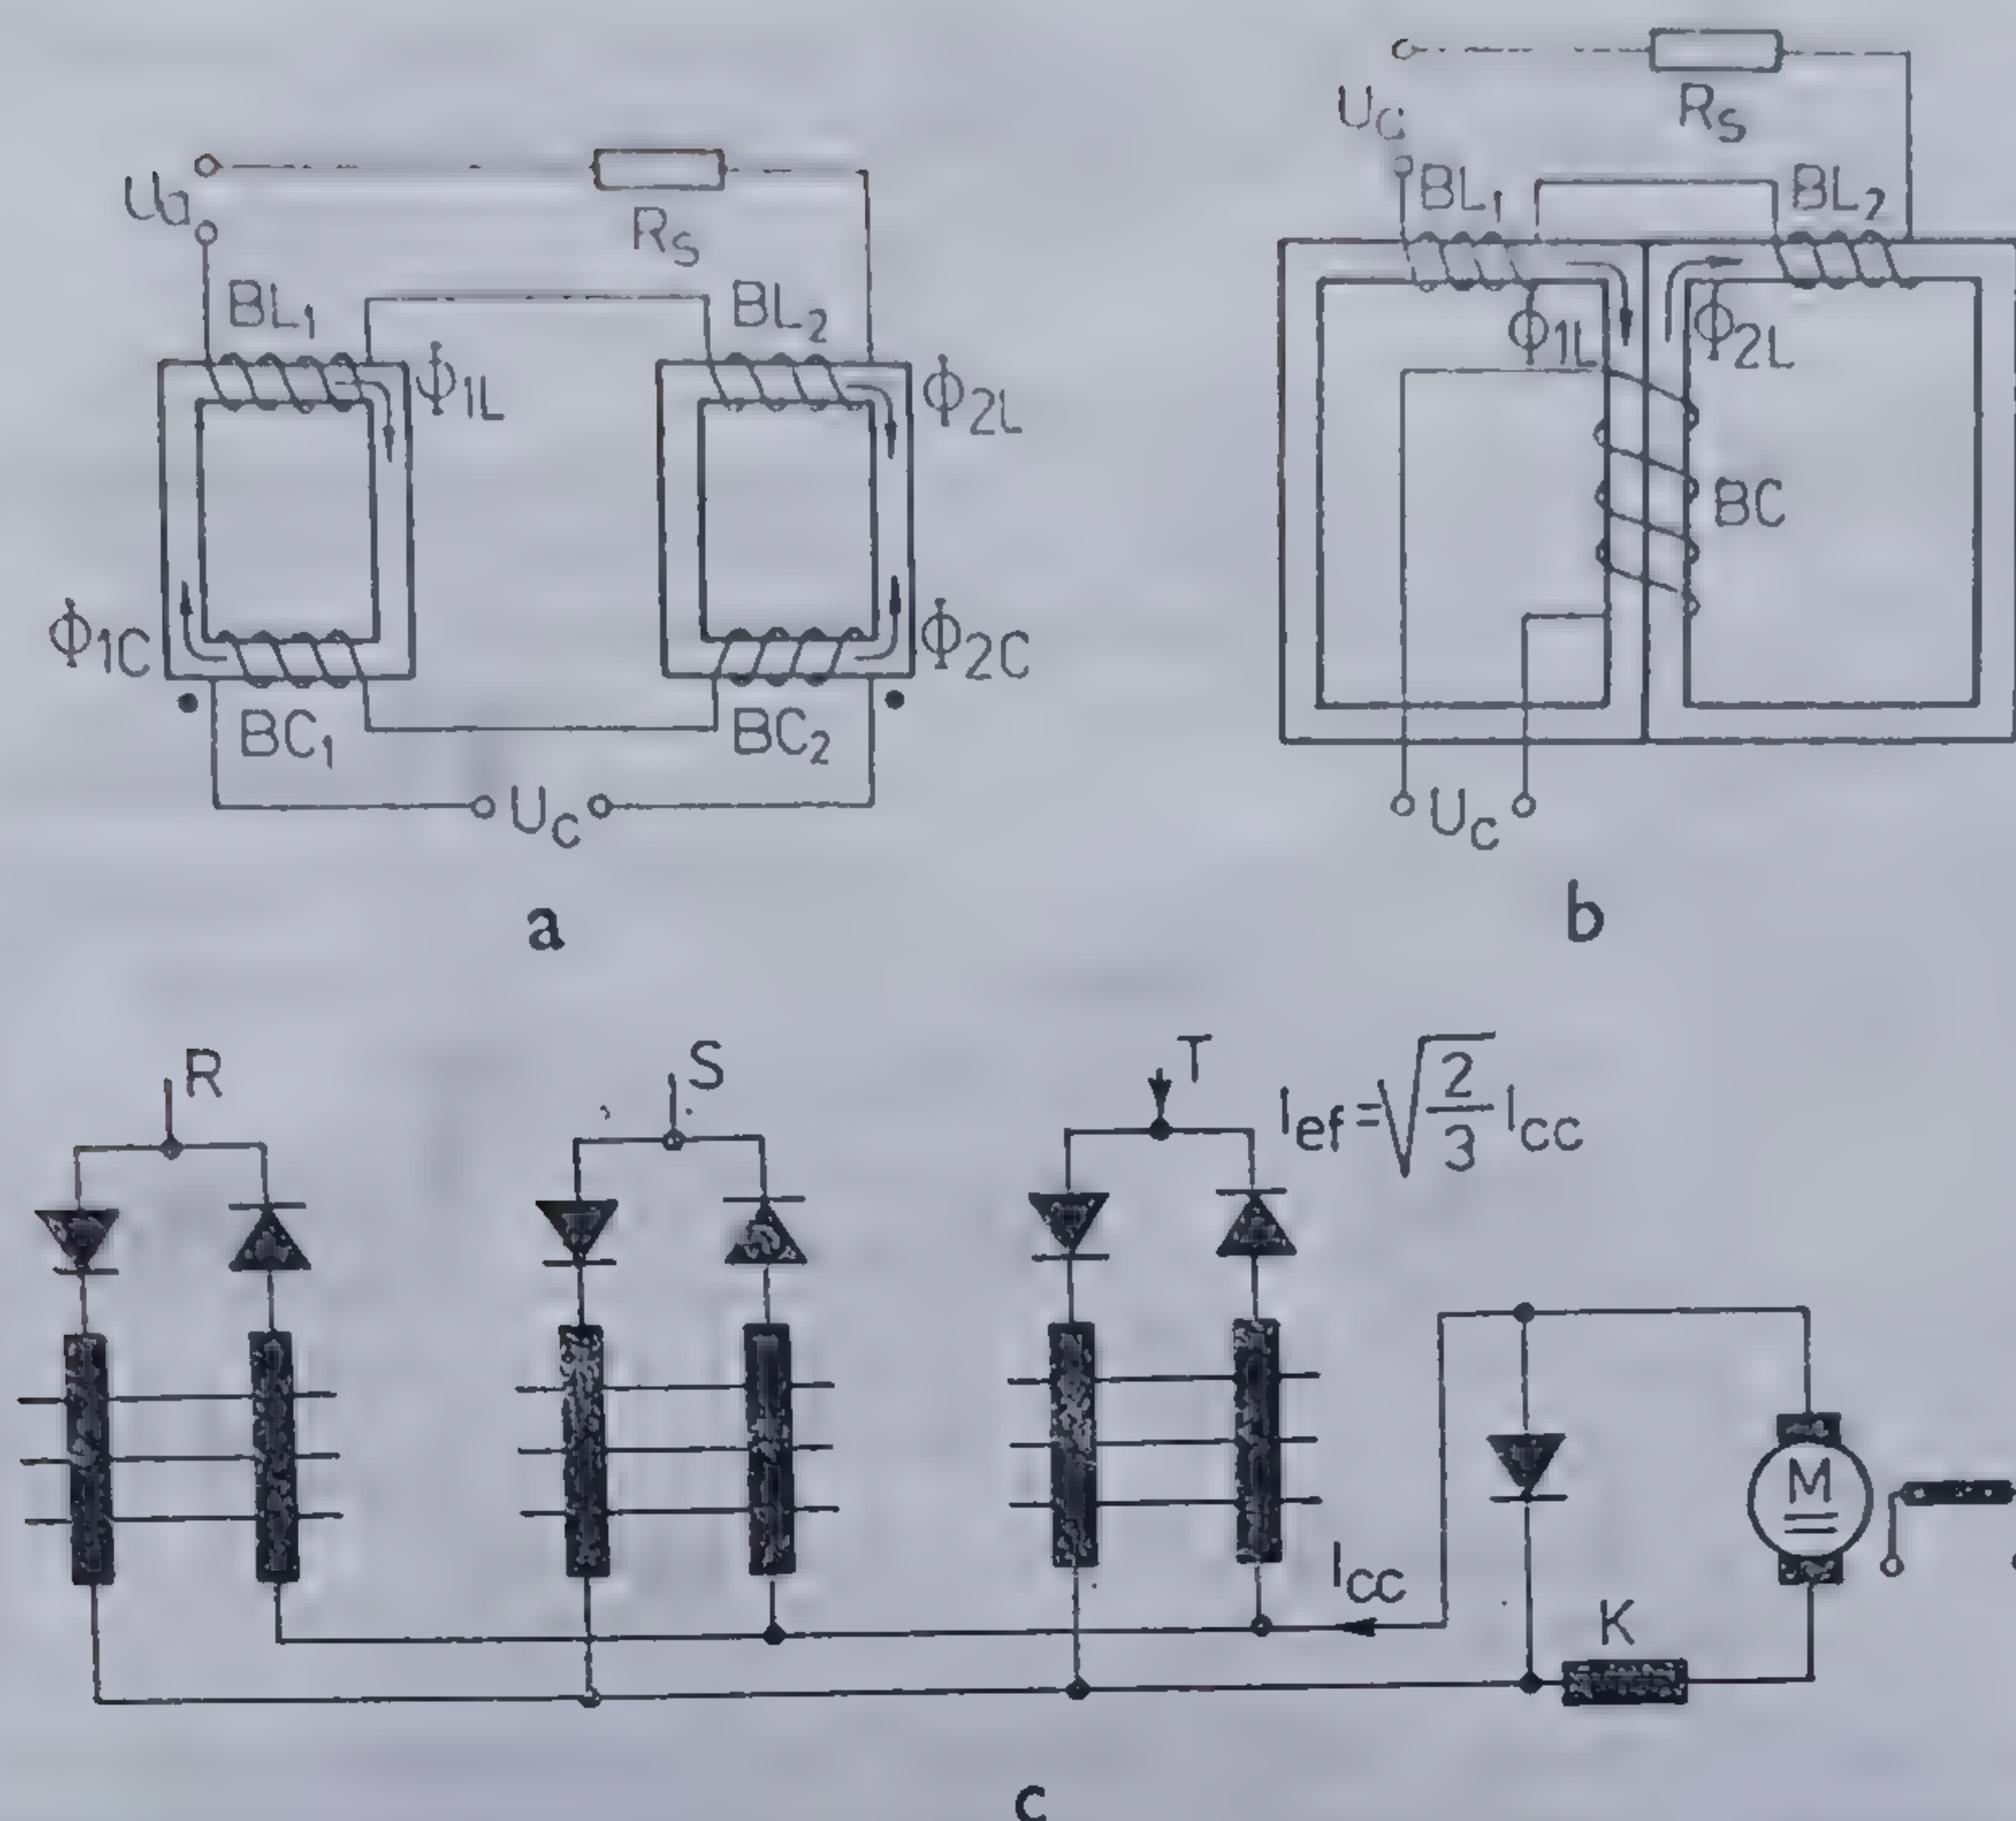 Ua
RS
BL1
BL2
Φ1L
Φ2L
Φ1C
Φ2C
BC1
BC2
Uc
a
RS
Ua
BL1
BL2
Φ1L
Φ2L
BC
Uc
b
R
S
T
Ief=√2/3 Icc
M
Icc
K
c